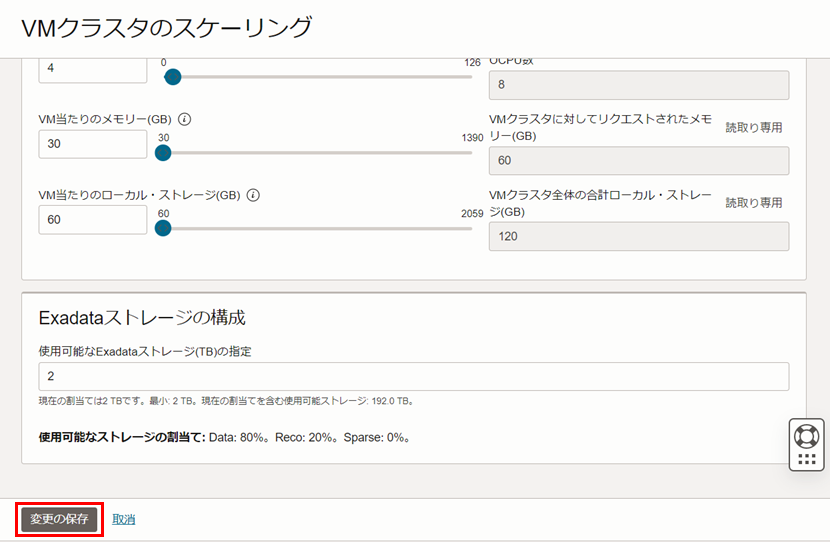 VMクラスタのスケーリング
4
0
126
OCPU数
8
VM当たりのメモリー(GB)
30
30
1390
VMクラスタに対してリクエストされたメモ
リー(GB)
読取り専用
60
VM当たりのローカル・ストレージ(GB)
60
60
2059
VMクラスタ全体の合計ローカル・ストレー
ジ(GB)
読取り専用
120
Exadataストレージの構成
使用可能なExadataストレージ(TB)の指定
2
現在の割当ては2 TBです。最小: 2 TB。現在の割当てを含む使用可能ストレージ: 192.0 TB。
使用可能なストレージの割当て: Data: 80%。Reco: 20%。Sparse: 0%。
変更の保存
取消